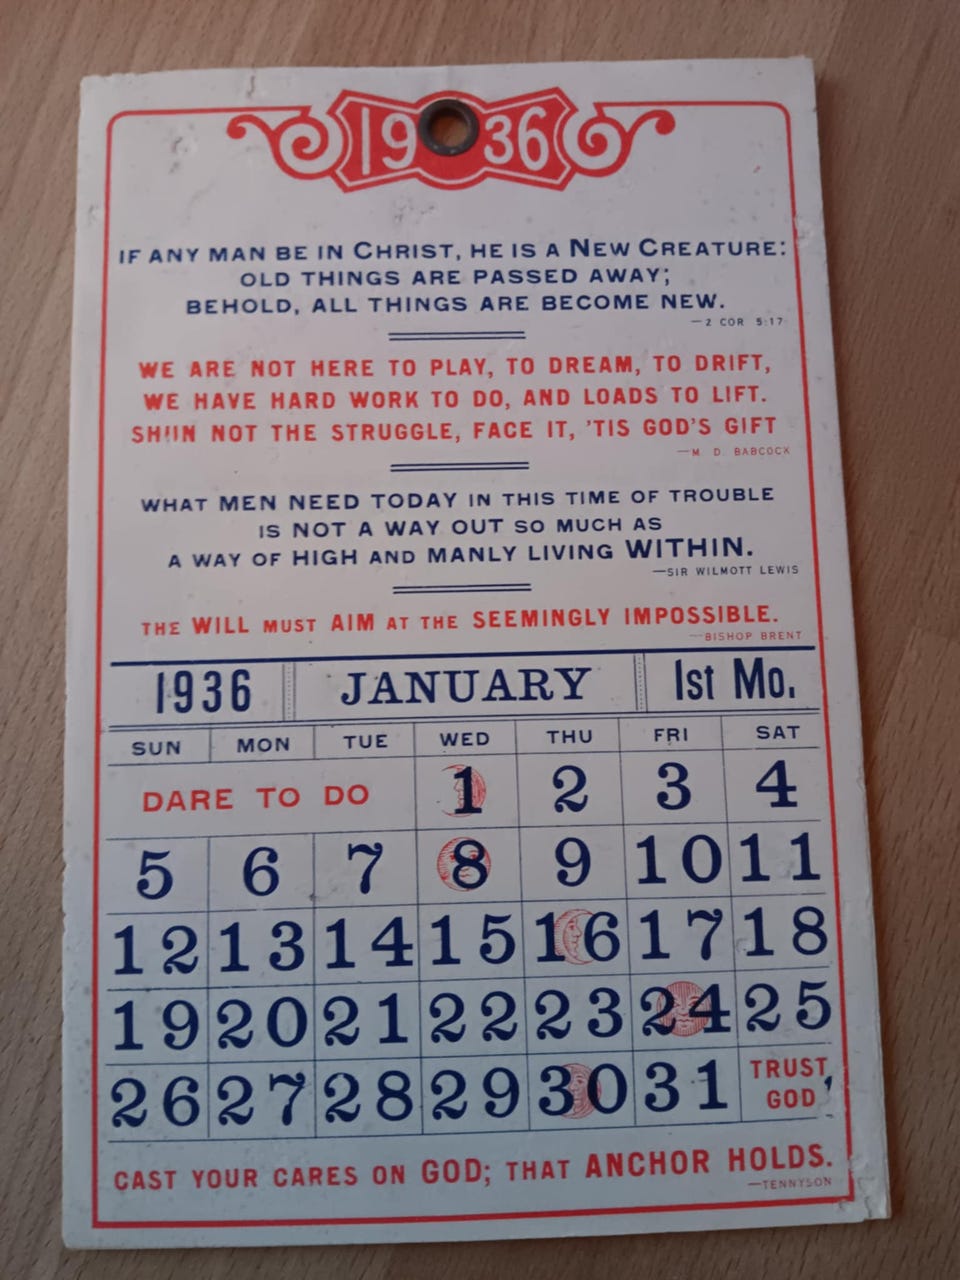 1936
IF ANY MAN BE IN CHRIST, HE IS A NEW CREATURE:
OLD THINGS ARE PASSED AWAY;
BEHOLD, ALL THINGS ARE BECOME NEW.
—2 COR 5:17
WE ARE NOT HERE TO PLAY, TO DREAM, TO DRIFT,
WE HAVE HARD WORK TO DO, AND LOADS TO LIFT.
SHUN NOT THE STRUGGLE, FACE IT, 'TIS GOD'S GIFT
—M. D. BABCOCK
WHAT MEN NEED TODAY IN THIS TIME OF TROUBLE
IS NOT A WAY OUT SO MUCH AS
A WAY OF HIGH AND MANLY LIVING WITHIN.
—SIR WILMOTT LEWIS
THE WILL MUST AIM AT THE SEEMINGLY IMPOSSIBLE.
—BISHOP BRENT
1936 JANUARY 1st Mo.
SUN MON TUE WED THU FRI SAT
DARE TO DO 1 2 3 4
5 6 7 8 9 10 11
12 13 14 15 16 17 18
19 20 21 22 23 24 25
26 27 28 29 30 31 TRUST GOD
CAST YOUR CARES ON GOD; THAT ANCHOR HOLDS.
—TENNYSON